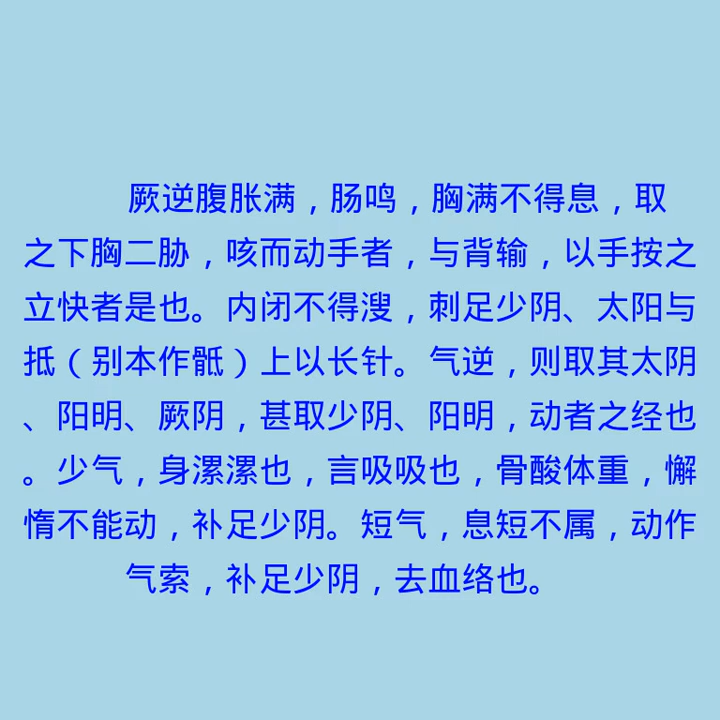 厥逆腹胀满，肠鸣，胸满不得息，取
之下胸二胁，咳而动手者，与背输，以手按之
立快者是也。内闭不得溲，刺足少阴、太阳与
抵（别本作骶）上以长针。气逆，则取其太阴
、阳明、厥阴，甚取少阴、阳明，动者之经也
。少气，身漯漯也，言吸吸也，骨酸体重，懈
惰不能动，补足少阴。短气，息短不属，动作
气索，补足少阴，去血络也。